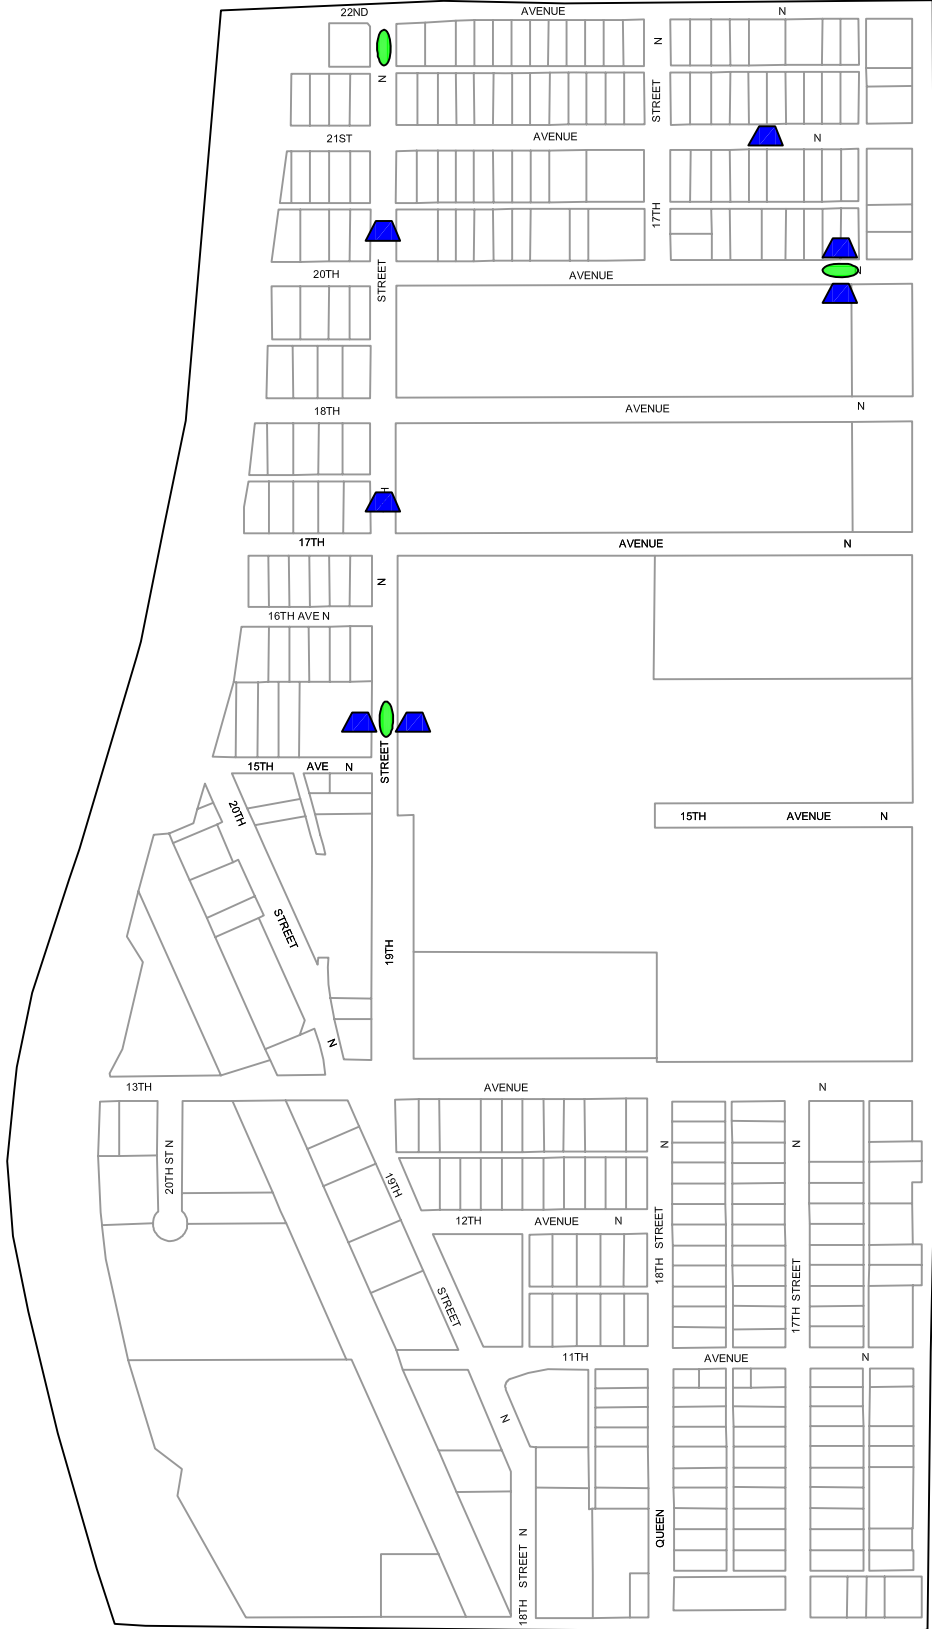 22ND AVENUE N
N
N
STREET
21ST AVENUE N
17TH
STREET
20TH AVENUE
18TH AVENUE N
17TH AVENUE N
N
16TH AVE N
STREET
15TH AVE N
20TH
15TH AVENUE N
STREET
19TH
N
13TH AVENUE N
20TH ST N
N
N
19TH
12TH AVENUE N
18TH STREET
17TH STREET
STREET
11TH AVENUE N
N
QUEEN
18TH STREET N